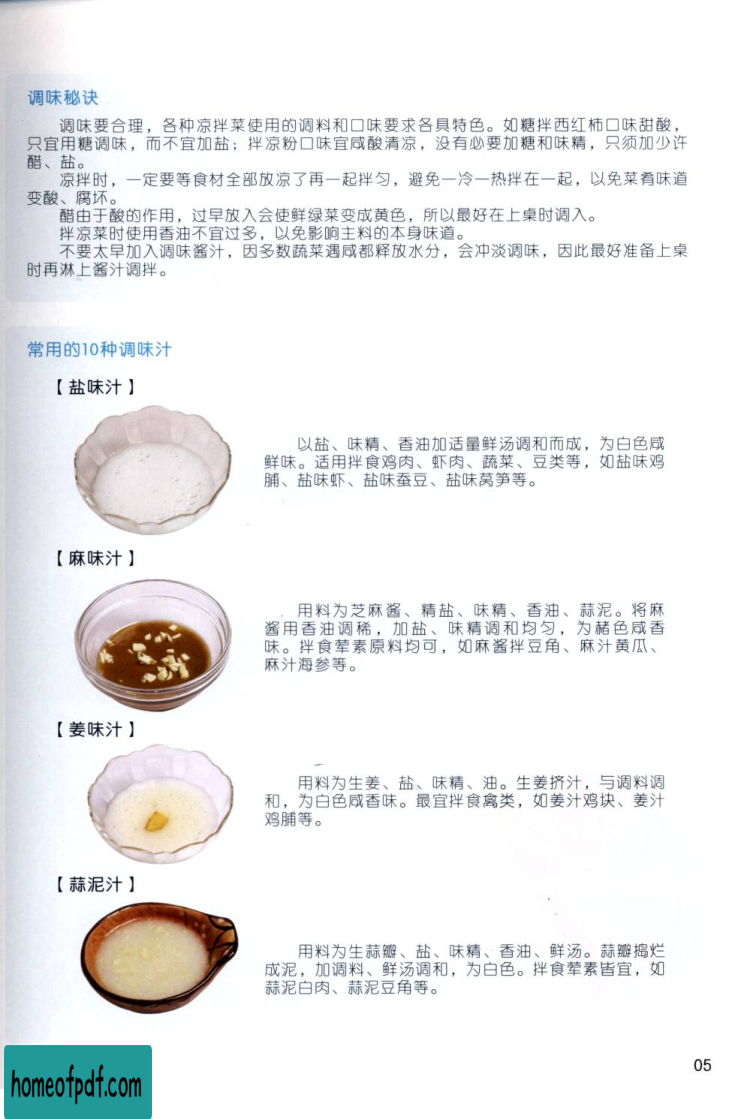 调味秘诀
调味要合理，各种凉拌菜使用的调料和口味要求各具特色。如糖拌西红柿口味甜酸，
只宜用糖调味，而不宜加盐；拌凉粉口味宜咸酸清凉，没有必要加糖和味精，只须加少许
醋、盐。
凉拌时，一定要等食材全部放凉了再一起拌匀，避免一冷一热拌在一起，以免菜肴味道
变酸、腐坏。
醋由于酸的作用，过早放入会使鲜绿菜变成黄色，所以最好在上桌时调入。
拌凉菜时使用香油不宜过多，以免影响主料的本身味道。
不要太早加入调味酱汁，因多数蔬菜遇咸都释放水分，会冲淡调味，因此最好准备上桌
时再淋上酱汁调拌。
常用的10种调味汁
【盐味汁】
以盐、味精、香油加适量鲜汤调和而成，为白色咸
鲜味。适用拌食鸡肉、虾肉、蔬菜、豆类等，如盐味鸡
脯、盐味虾、盐味蚕豆、盐味莴笋等。
【麻味汁】
用料为芝麻酱、精盐、味精、香油、蒜泥。将麻
酱用香油调稀，加盐、味精调和均匀，为赭色咸香
味。拌食荤素原料均可，如麻酱拌豆角、麻汁黄瓜、
麻汁海参等。
【姜味汁】
用料为生姜、盐、味精、油。生姜挤汁，与调料调
和，为白色咸香味。最宜拌食禽类，如姜汁鸡块、姜汁
鸡脯等。
【蒜泥汁】
用料为生蒜瓣、盐、味精、香油、鲜汤。蒜瓣捣烂
成泥，加调料、鲜汤调和，为白色。拌食荤素皆宜，如
蒜泥白肉、蒜泥豆角等。
05
homeofpdf.com